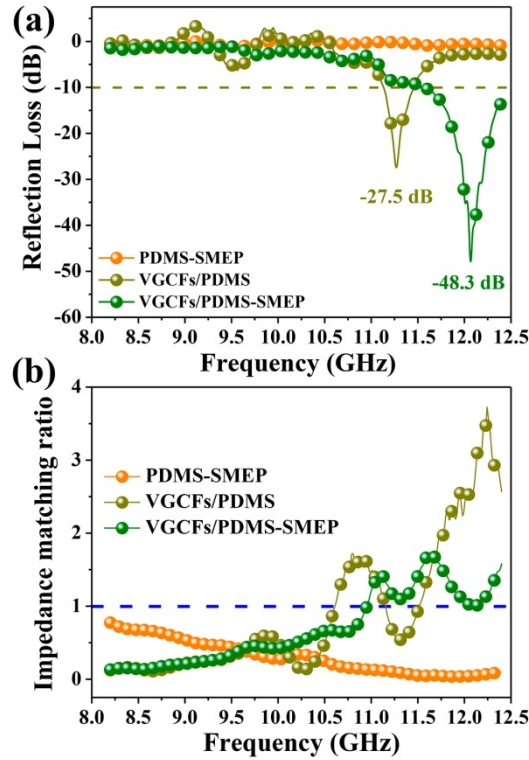 (a)
0
-10
-20
-30
-40
-50
-60
Reflection Loss (dB)
-27.5 dB
-48.3 dB
PDMS-SMEP
VGCFs/PDMS
VGCFs/PDMS-SMEP
8.0 8.5 9.0 9.5 10.0 10.5 11.0 11.5 12.0 12.5
Frequency (GHz)
(b)
4
3
2
1
0
Impedance matching ratio
PDMS-SMEP
VGCFs/PDMS
VGCFs/PDMS-SMEP
8.0 8.5 9.0 9.5 10.0 10.5 11.0 11.5 12.0 12.5
Frequency (GHz)